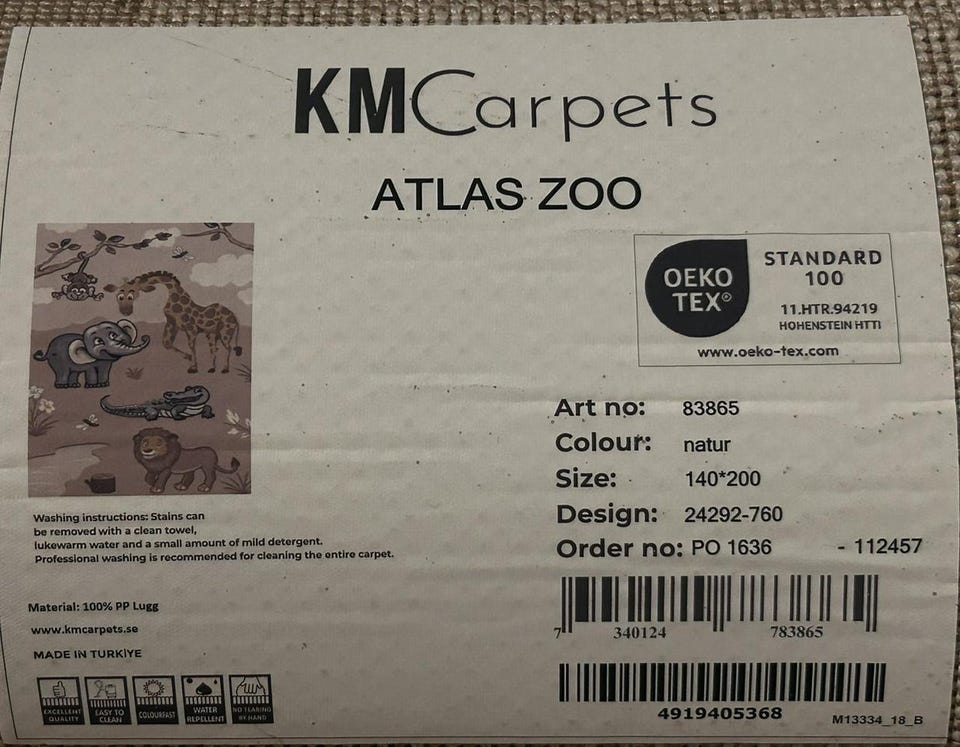 KMCarpets
ATLAS ZOO
OEKO
TEX®
STANDARD
100
11.HTR.94219
HOHENSTEIN HTTI
www.oeko-tex.com
Art no: 83865
Colour: natur
Size: 140*200
Design: 24292-760
Order no: PO 1636 - 112457
7 340124 783865
4919405368
M13334_18_B
Washing instructions: Stains can
be removed with a clean towel,
lukewarm water and a small amount of mild detergent.
Professional washing is recommended for cleaning the entire carpet.
Material: 100% PP Lugg
www.kmcarpets.se
MADE IN TURKİYE
EXCELLENT
QUALITY
EASY TO
CLEAN
COLOURFAST
WATER
REPELLENT
NO TEARING
BY HAND